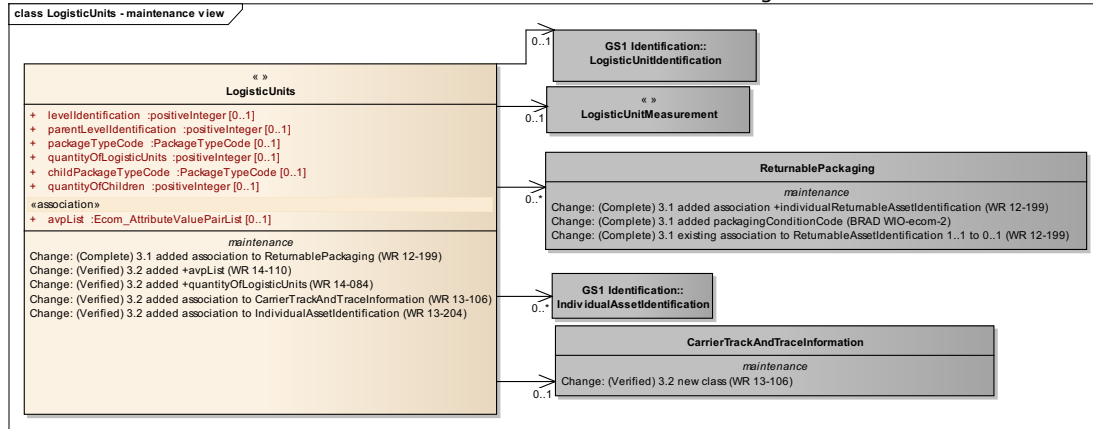 class LogisticUnits - maintenance view
« »
LogisticUnits
+ levelIdentification :positiveInteger [0..1]
+ parentLevelIdentification :positiveInteger [0..1]
+ packageTypeCode :PackageTypeCode [0..1]
+ quantityOfLogisticUnits :positiveInteger [0..1]
+ childPackageTypeCode :PackageTypeCode [0..1]
+ quantityOfChildren :positiveInteger [0..1]
«association»
+ avpList :Ecom_AttributeValuePairList [0..1]
maintenance
Change: (Complete) 3.1 added association to ReturnablePackaging (WR 12-199)
Change: (Verified) 3.2 added +avpList (WR 14-110)
Change: (Verified) 3.2 added +quantityOfLogisticUnits (WR 14-084)
Change: (Verified) 3.2 added association to CarrierTrackAndTraceInformation (WR 13-106)
Change: (Verified) 3.2 added association to IndividualAssetIdentification (WR 13-204)
0..1
GS1 Identification::
LogisticUnitIdentification
0..1
« »
LogisticUnitMeasurement
0..*
ReturnablePackaging
maintenance
Change: (Complete) 3.1 added association +individualReturnableAssetIdentification (WR 12-199)
Change: (Complete) 3.1 added packagingConditionCode (BRAD WIO-ecom-2)
Change: (Complete) 3.1 existing association to ReturnableAssetIdentification 1..1 to 0..1 (WR 12-199)
0..*
GS1 Identification::
IndividualAssetIdentification
0..1
CarrierTrackAndTraceInformation
maintenance
Change: (Verified) 3.2 new class (WR 13-106)